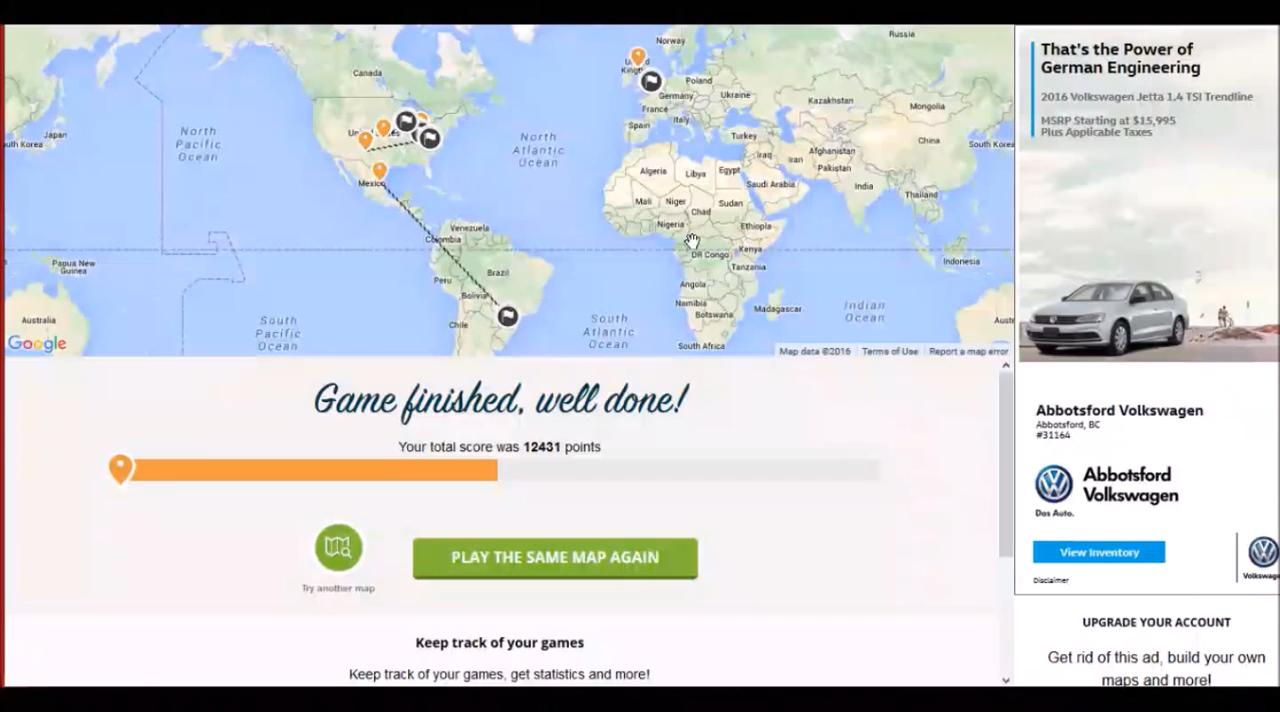 Norway
Russia
Canada
Poland
Germany
Ukraine
Kazakhstan
Mongolia
France
Italy
Japan
North
Pacific
Ocean
North
Atlantic
Ocean
Spain
Turkey
China
South Korea
Iraq
Iran
Afghanistan
Pakistan
Algeria
Libya
Egypt
Saudi Arabia
India
Thailand
Mexico
Mali
Niger
Chad
Sudan
Venezuela
Nigeria
Ethiopia
Colombia
DR Congo
Kenya
Tanzania
Papua New
Guinea
Indonesia
Peru
Brazil
Bolivia
Angola
Namibia
Botswana
Madagascar
Indian
Ocean
Australia
South
Pacific
Ocean
Chile
South
Atlantic
Ocean
South Africa
Google
Map data ©2016
Terms of Use
Report a map error
Game finished, well done!
Your total score was 12431 points
Try another map
PLAY THE SAME MAP AGAIN
Keep track of your games
Keep track of your games, get statistics and more!
That's the Power of
German Engineering
2016 Volkswagen Jetta 1.4 TSI Trendline
MSRP Starting at $15,995
Plus Applicable Taxes
Abbotsford Volkswagen
Abbotsford, BC
#31164
Abbotsford
Volkswagen
Das Auto.
View Inventory
Disclaimer
UPGRADE YOUR ACCOUNT
Get rid of this ad, build your own
maps and more!